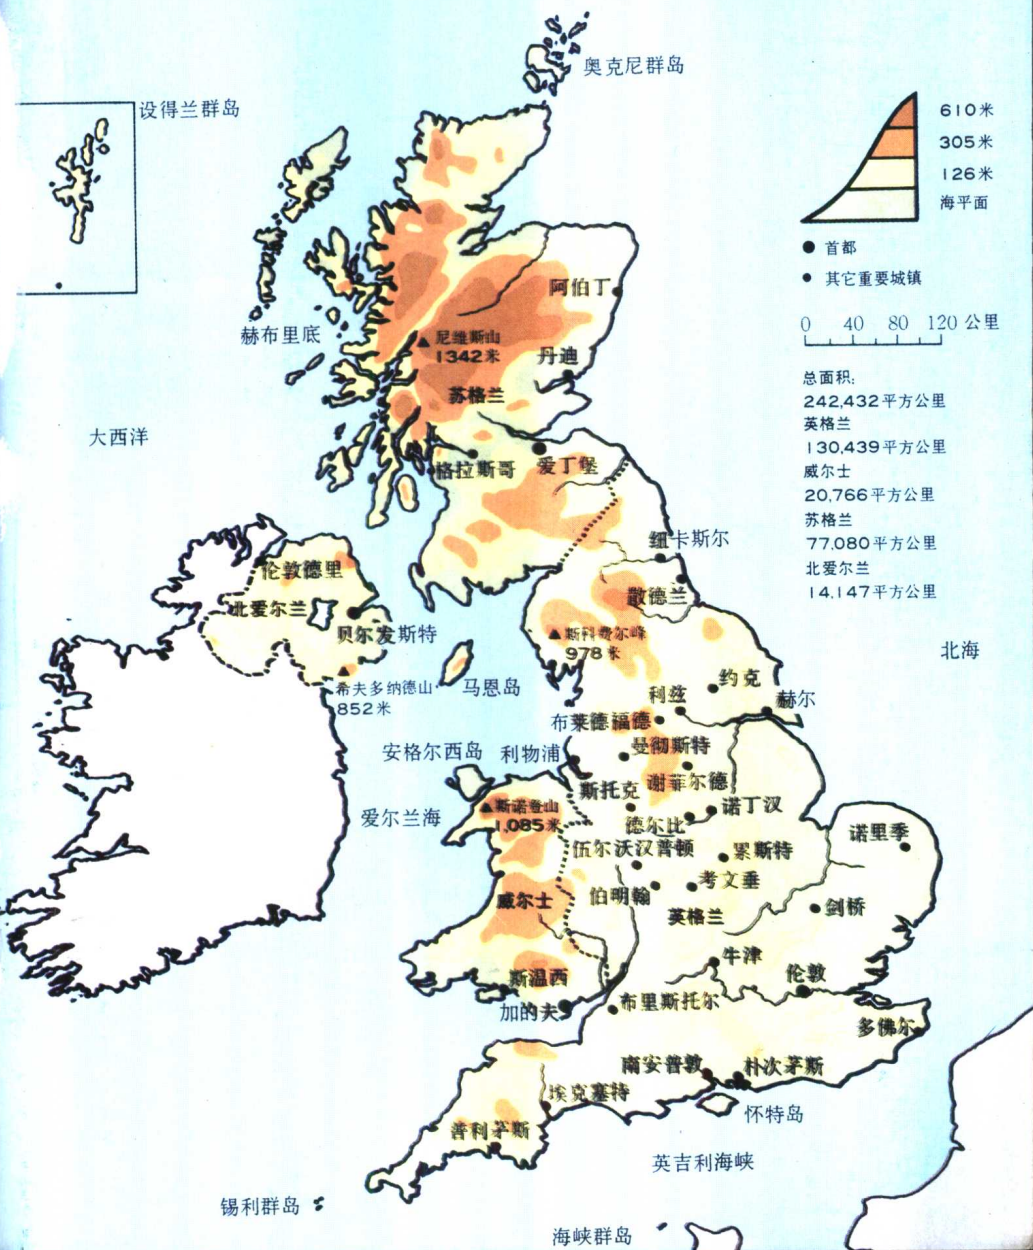 奥克尼群岛
设得兰群岛
610米
305米
126米
海平面
首都
其它重要城镇
0 40 80 120 公里
总面积:
242,432平方公里
英格兰
130,439平方公里
威尔士
20,766平方公里
苏格兰
77,080平方公里
北爱尔兰
14,147平方公里
阿伯丁
赫布里底
尼维斯山
1342米
丹迪
苏格兰
大西洋
格拉斯哥
爱丁堡
纽卡斯尔
伦敦德里
散德兰
北爱尔兰
贝尔发斯特
斯科费尔峰
978米
北海
希夫多纳德山
852米
马恩岛
约克
利兹
赫尔
布莱德福德
曼彻斯特
安格尔西岛
利物浦
谢菲尔德
斯托克
诺丁汉
斯诺登山
1,085米
爱尔兰海
德尔比
诺里季
伍尔沃汉普顿
累斯特
考文垂
伯明翰
威尔士
英格兰
剑桥
牛津
斯温西
伦敦
加的夫
布里斯托尔
多佛尔
南安普敦
朴次茅斯
埃克塞特
怀特岛
普利茅斯
英吉利海峡
锡利群岛
海峡群岛